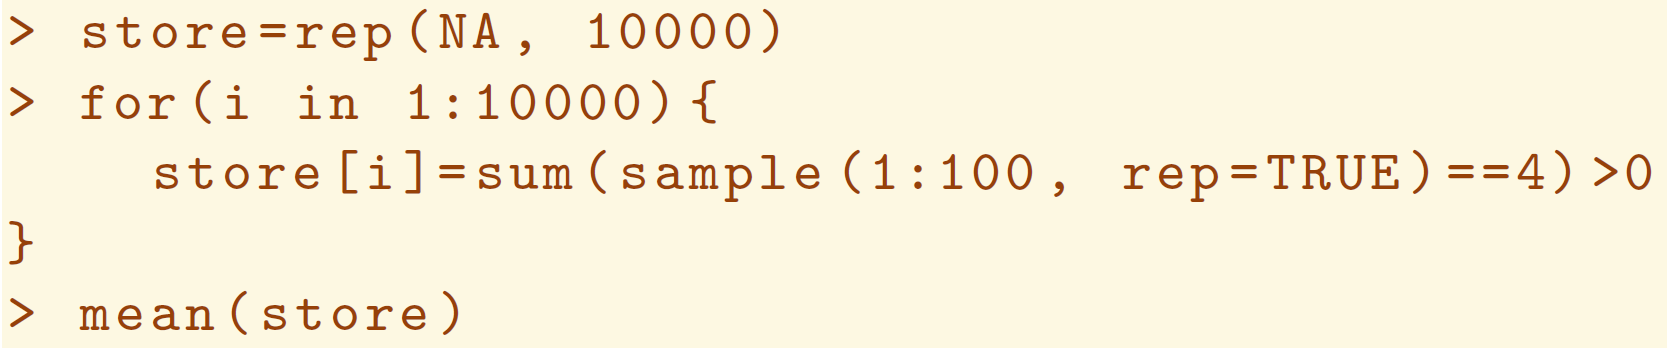 > store=rep(NA, 10000)
> for(i in 1:10000){
store[i]=sum(sample(1:100, rep=TRUE)==4)>0
}
> mean(store)